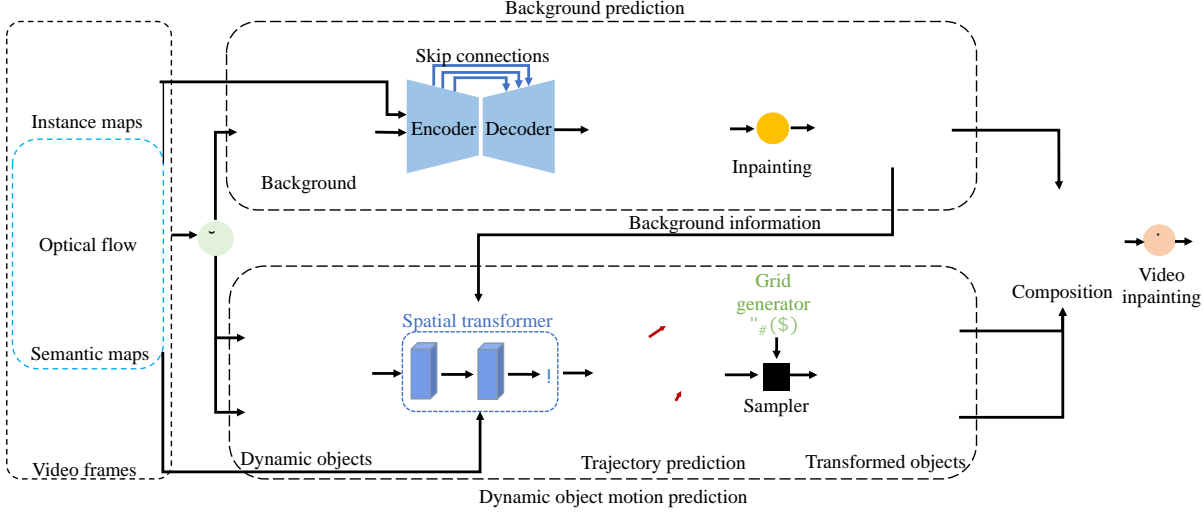 Background prediction
Skip connections
Encoder
Decoder
Instance maps
Background
Inpainting
Background information
Optical flow
Grid
generator
"#($)
Video
inpainting
Composition
Spatial transformer
Semantic maps
!
Sampler
Video frames
Dynamic objects
Trajectory prediction
Transformed objects
Dynamic object motion prediction